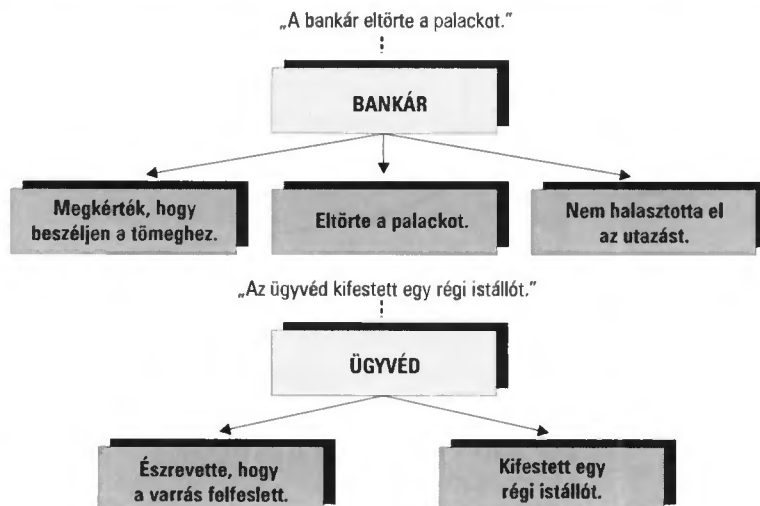 „A bankár eltörte a palackot.”
BANKÁR
Megkérték, hogy
beszéljen a tömeghez.
Eltörte a palackot.
Nem halasztotta el
az utazást.
„Az ügyvéd kifestett egy régi istállót.”
ÜGYVÉD
Észrevette, hogy
a varrás felfeslett.
Kifestett egy
régi istállót.